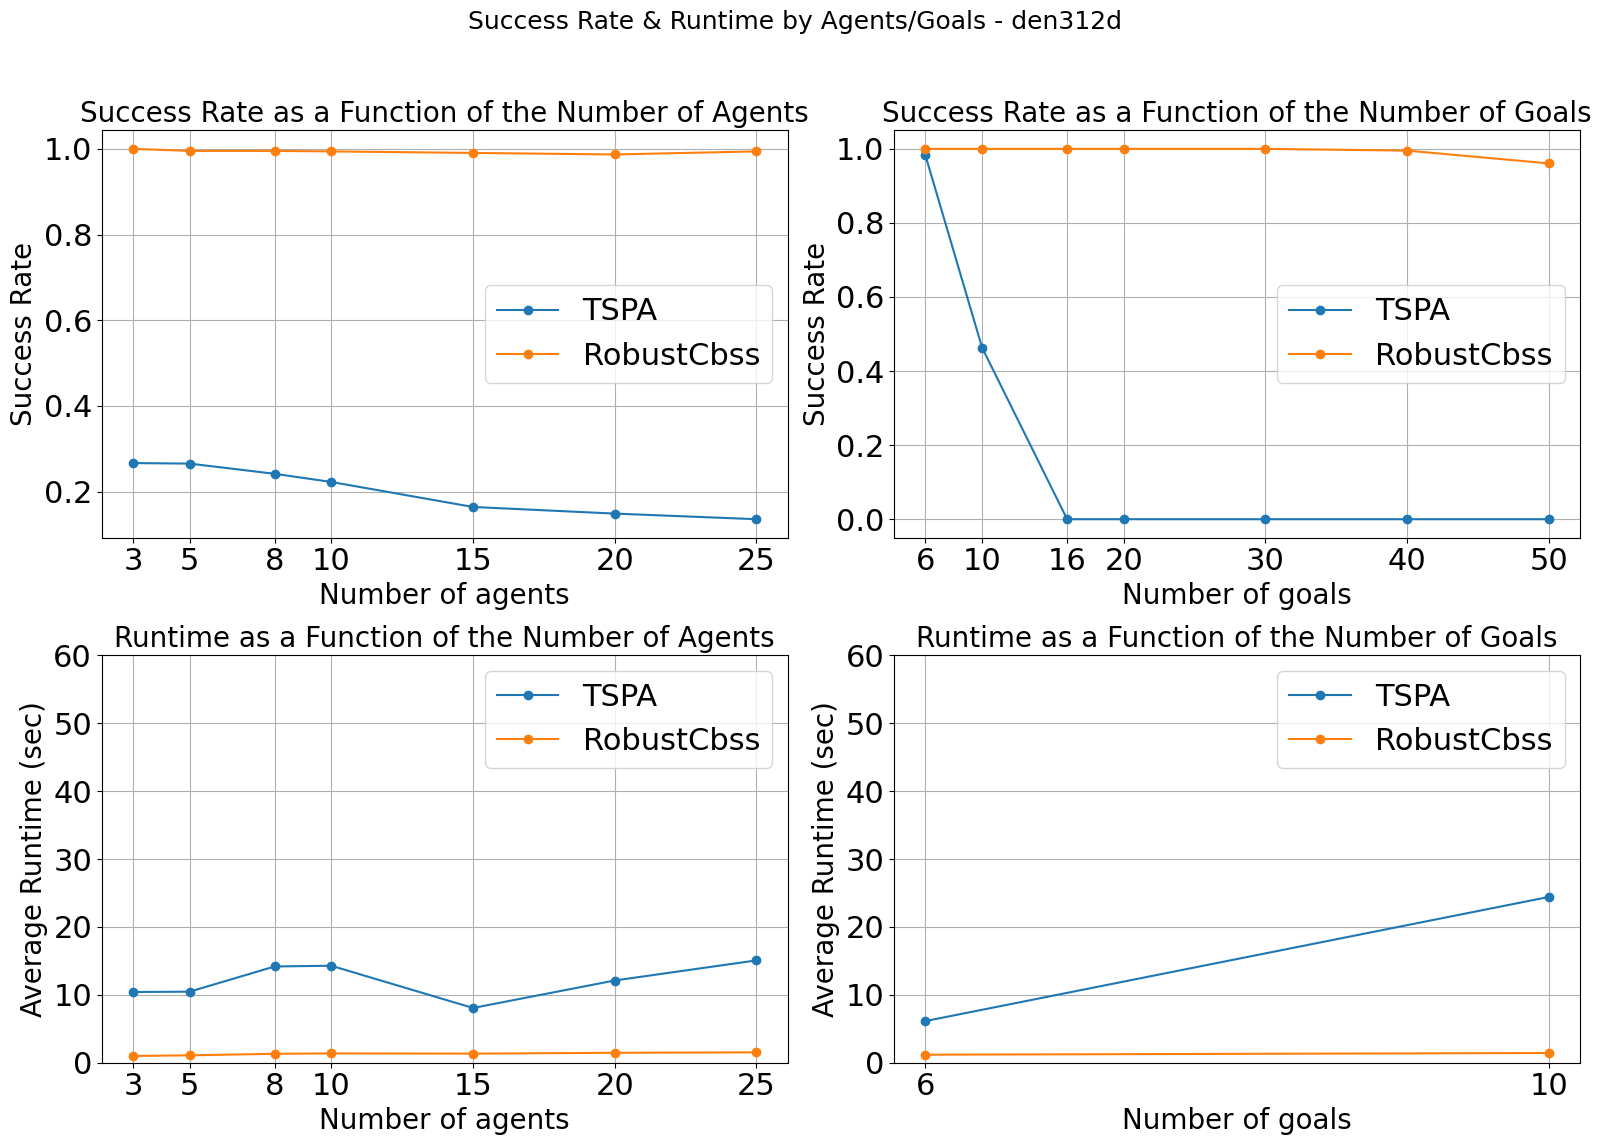 Success Rate & Runtime by Agents/Goals - den312d
Success Rate as a Function of the Number of Agents
1.0
0.8
0.6
0.4
0.2
Success Rate
TSPA
RobustCbss
3 5 8 10 15 20 25
Number of agents
Success Rate as a Function of the Number of Goals
1.0
0.8
0.6
0.4
0.2
0.0
Success Rate
TSPA
RobustCbss
6 10 16 20 30 40 50
Number of goals
Runtime as a Function of the Number of Agents
60
50
40
30
20
10
0
Average Runtime (sec)
TSPA
RobustCbss
3 5 8 10 15 20 25
Number of agents
Runtime as a Function of the Number of Goals
60
50
40
30
20
10
0
Average Runtime (sec)
TSPA
RobustCbss
6 10
Number of goals